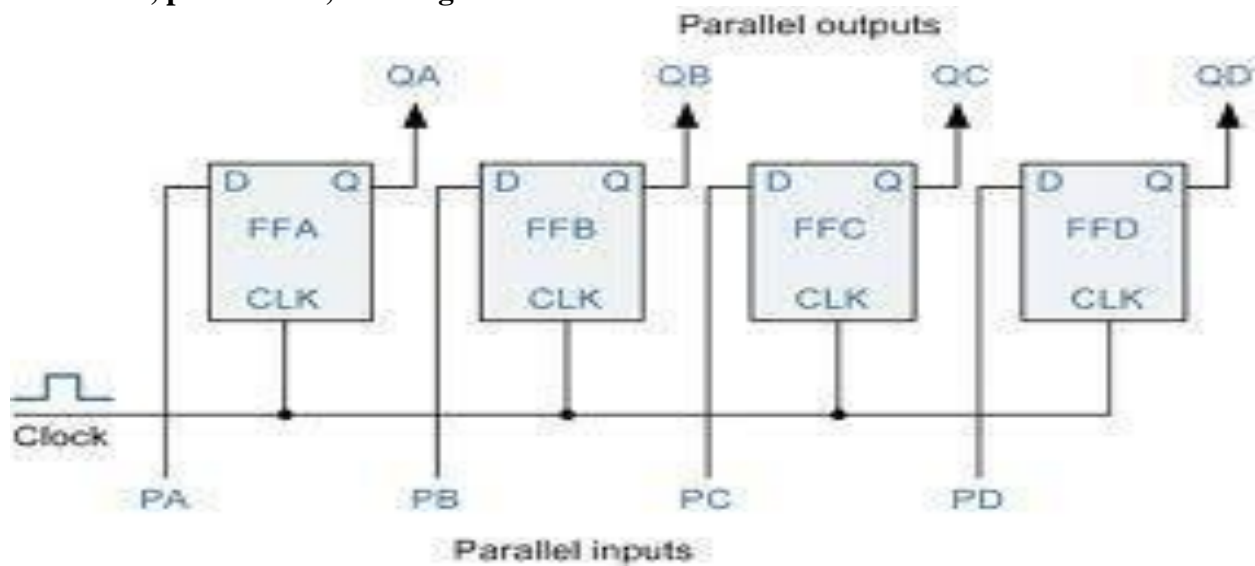 Parallel outputs
QA QB QC QD
D Q D Q D Q D Q
FFA FFB FFC FFD
CLK CLK CLK CLK
Clock
PA PB PC PD
Parallel inputs